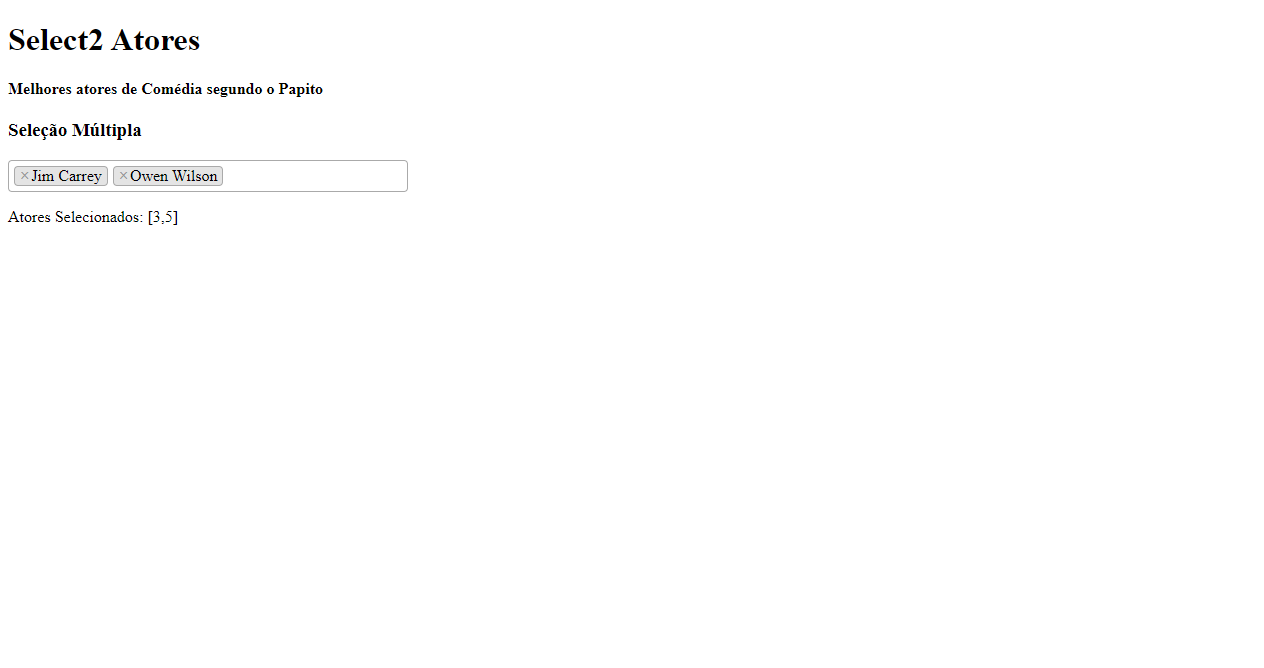 Select2 Atores
Melhores atores de Comédia segundo o Papito
Seleção Múltipla
×Jim Carrey ×Owen Wilson
Atores Selecionados: [3,5]